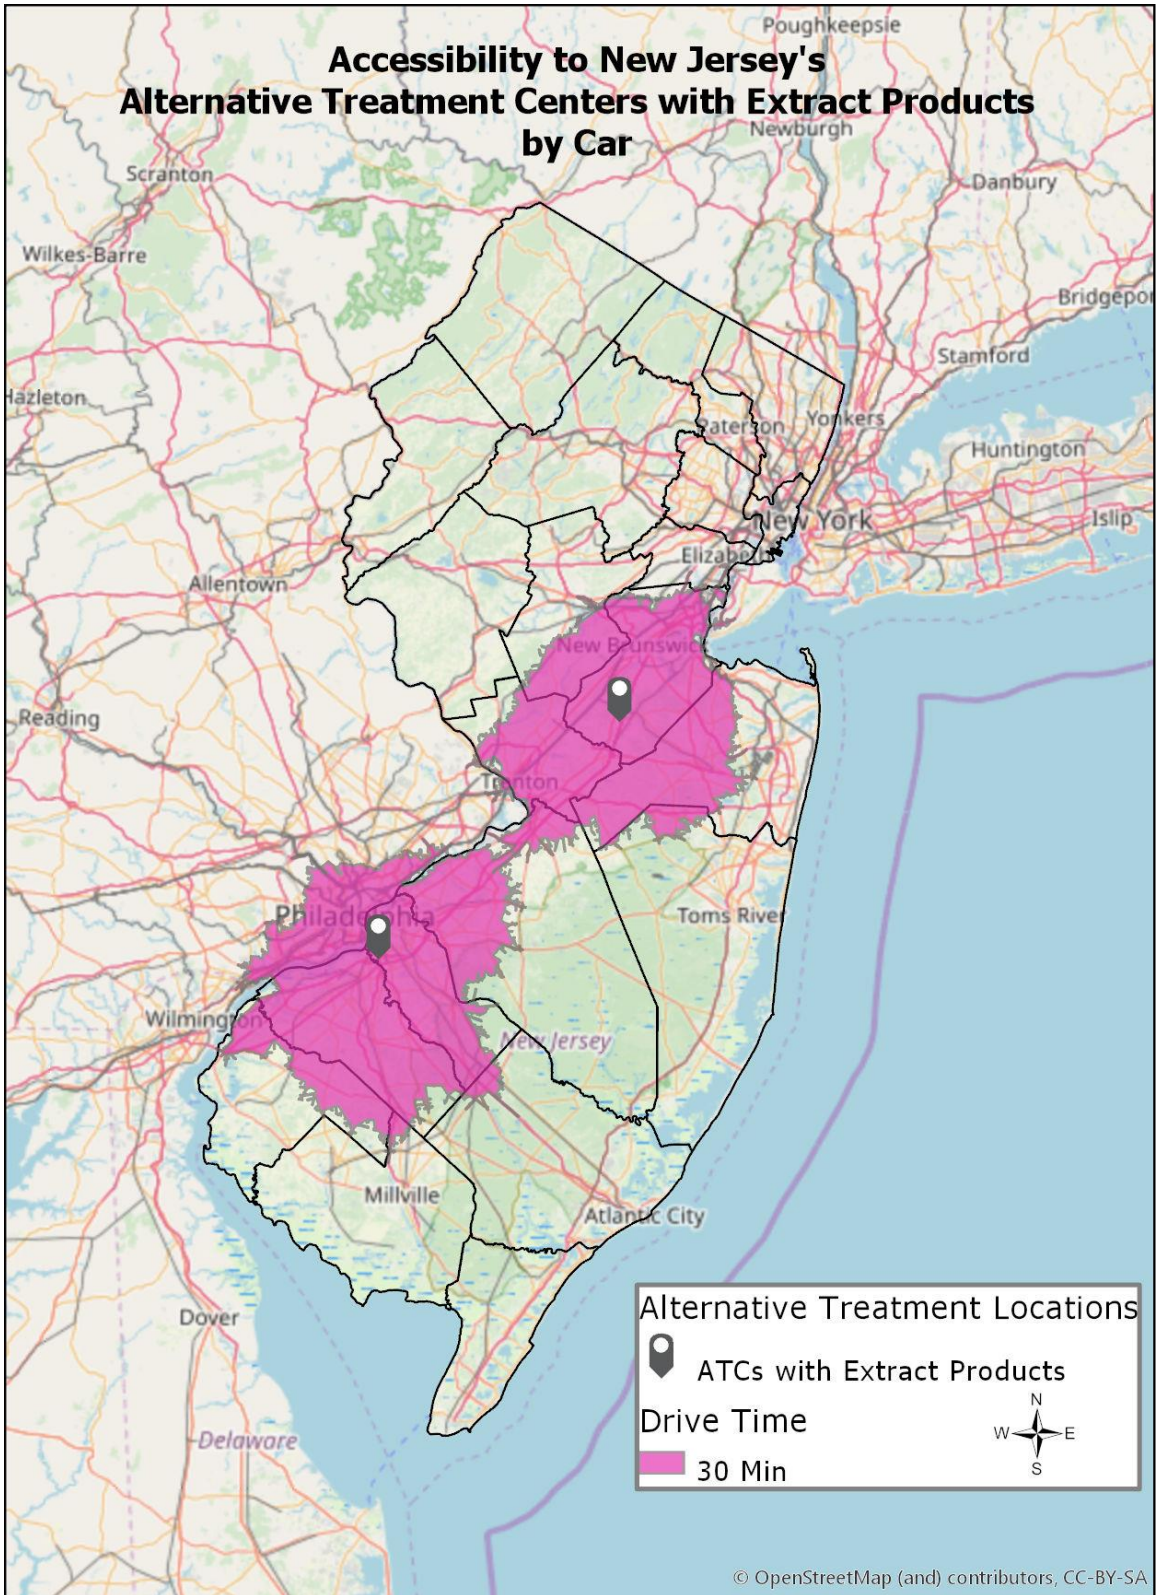 Poughkeepsie
Accessibility to New Jersey's
Alternative Treatment Centers with Extract Products
by Car
Newburgh
Scranton
Danbury
Wilkes-Barre
Bridgepor
Stamford
Hazleton
Paterson
Yonkers
Huntington
New York
Islip
Elizabeth
Allentown
New Brunswick
Reading
Trenton
Philadelphia
Toms River
Wilmington
New Jersey
Millville
Atlantic City
Dover
Delaware
Alternative Treatment Locations
ATCs with Extract Products
Drive Time
30 Min
N
W E
S
© OpenStreetMap (and) contributors, CC-BY-SA